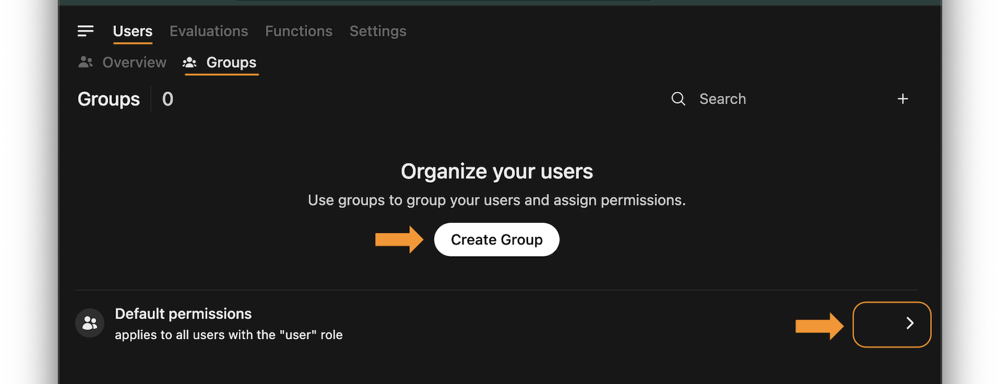 Users Evaluations Functions Settings
Overview Groups
Groups 0 Search +
Organize your users
Use groups to group your users and assign permissions.
Create Group
Default permissions
applies to all users with the "user" role